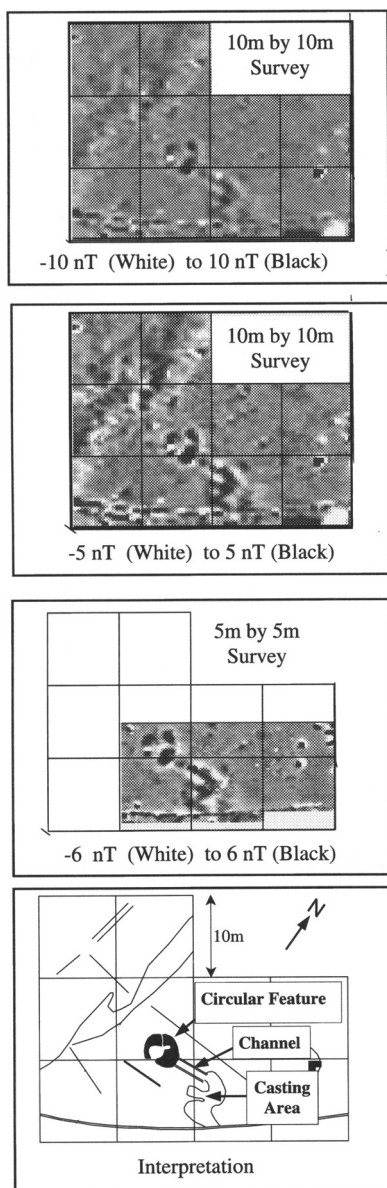 10m by 10m
Survey
-10 nT (White) to 10 nT (Black)
10m by 10m
Survey
-5 nT (White) to 5 nT (Black)
5m by 5m
Survey
-6 nT (White) to 6 nT (Black)
N
10m
Circular Feature
Channel
Casting
Area
Interpretation